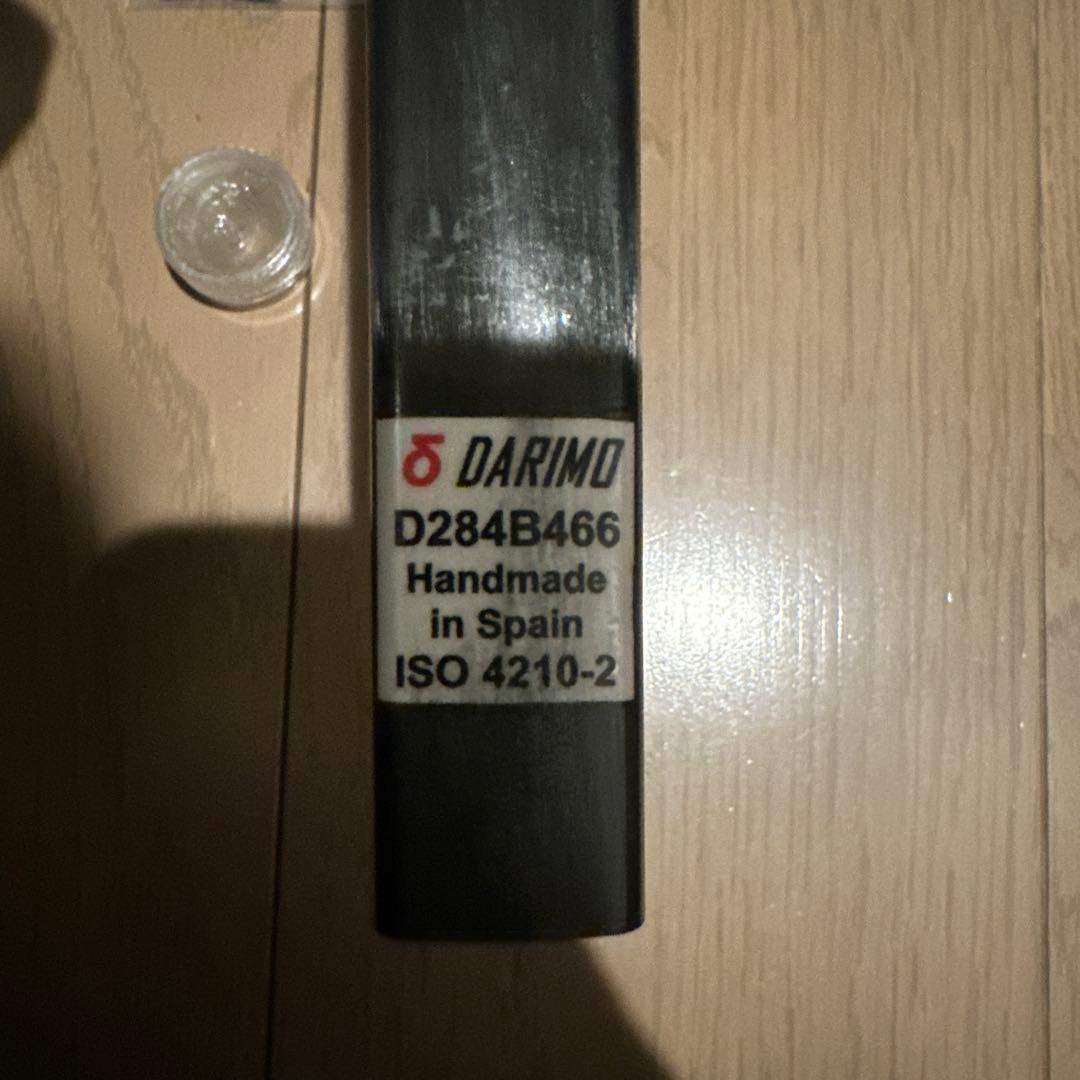 DARIMO
D284B466
Handmade
in Spain
ISO 4210-2